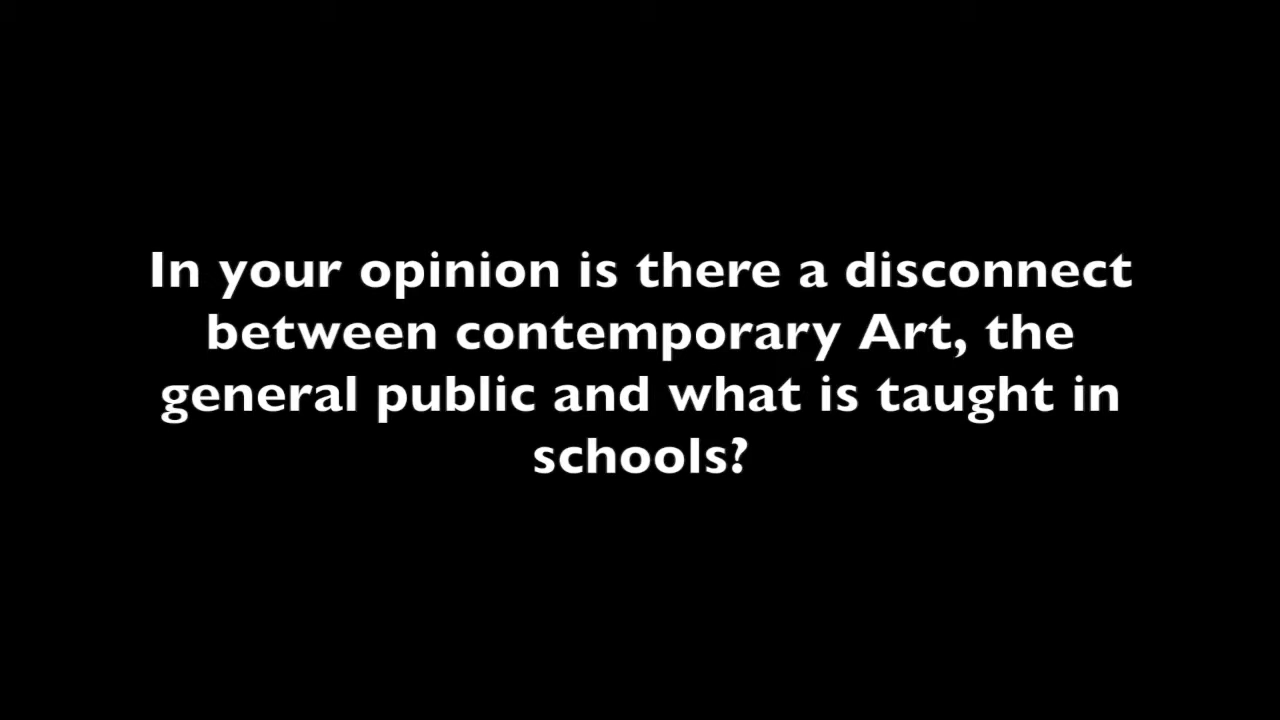 In your opinion is there a disconnect
between contemporary Art, the
general public and what is taught in
schools?